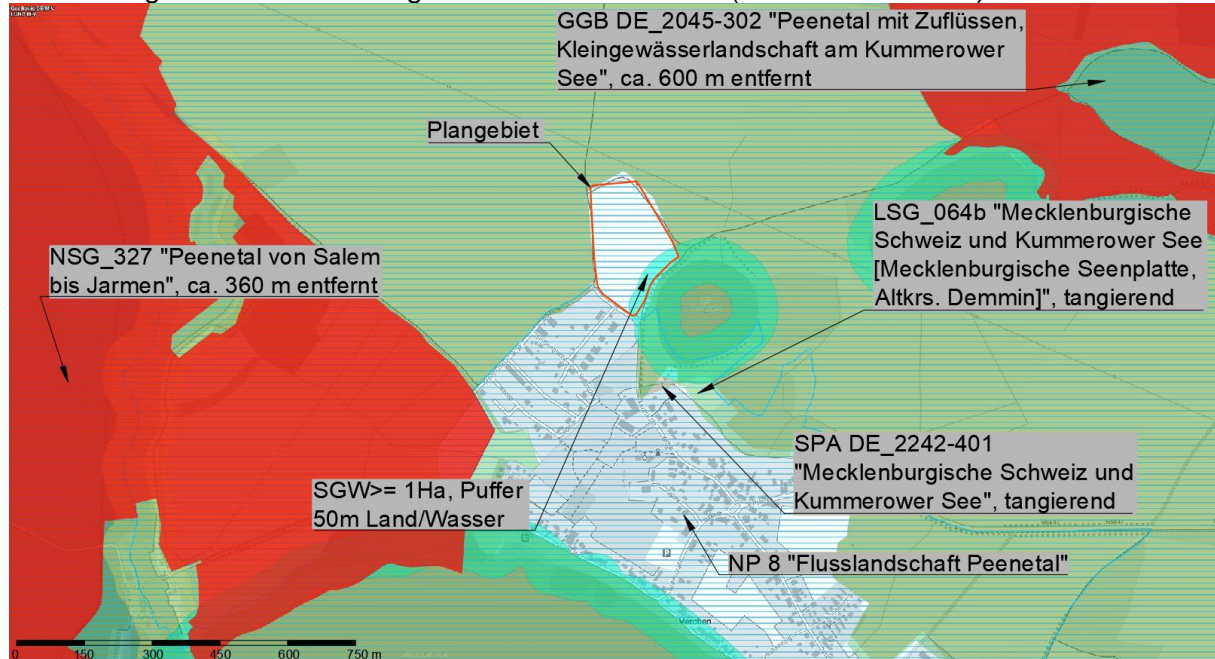 GeoBasis-DE/M-V
LUNG M-V
GGB DE_2045-302 "Peenetal mit Zuflüssen,
Kleingewässerlandschaft am Kummerower
See", ca. 600 m entfernt
Plangebiet
LSG_064b "Mecklenburgische
Schweiz und Kummerower See
[Mecklenburgische Seenplatte,
Altkrs. Demmin]", tangierend
NSG_327 "Peenetal von Salem
bis Jarmen", ca. 360 m entfernt
SPA DE_2242-401
"Mecklenburgische Schweiz und
Kummerower See", tangierend
SGW>= 1Ha, Puffer
50m Land/Wasser
NP 8 "Flusslandschaft Peenetal"
Verchen
0 150 300 450 600 750 m